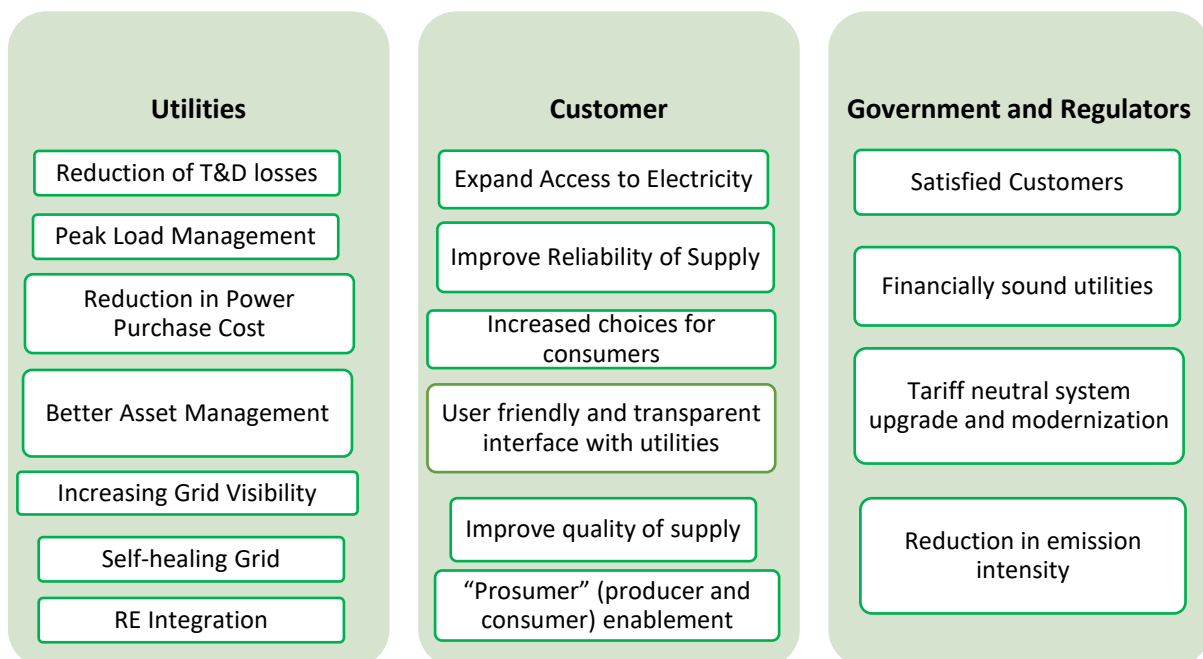 Utilities
Reduction of T&D losses
Peak Load Management
Reduction in Power
Purchase Cost
Better Asset Management
Increasing Grid Visibility
Self-healing Grid
RE Integration
Customer
Expand Access to Electricity
Improve Reliability of Supply
Increased choices for
consumers
User friendly and transparent
interface with utilities
Improve quality of supply
“Prosumer” (producer and
consumer) enablement
Government and Regulators
Satisfied Customers
Financially sound utilities
Tariff neutral system
upgrade and modernization
Reduction in emission
intensity